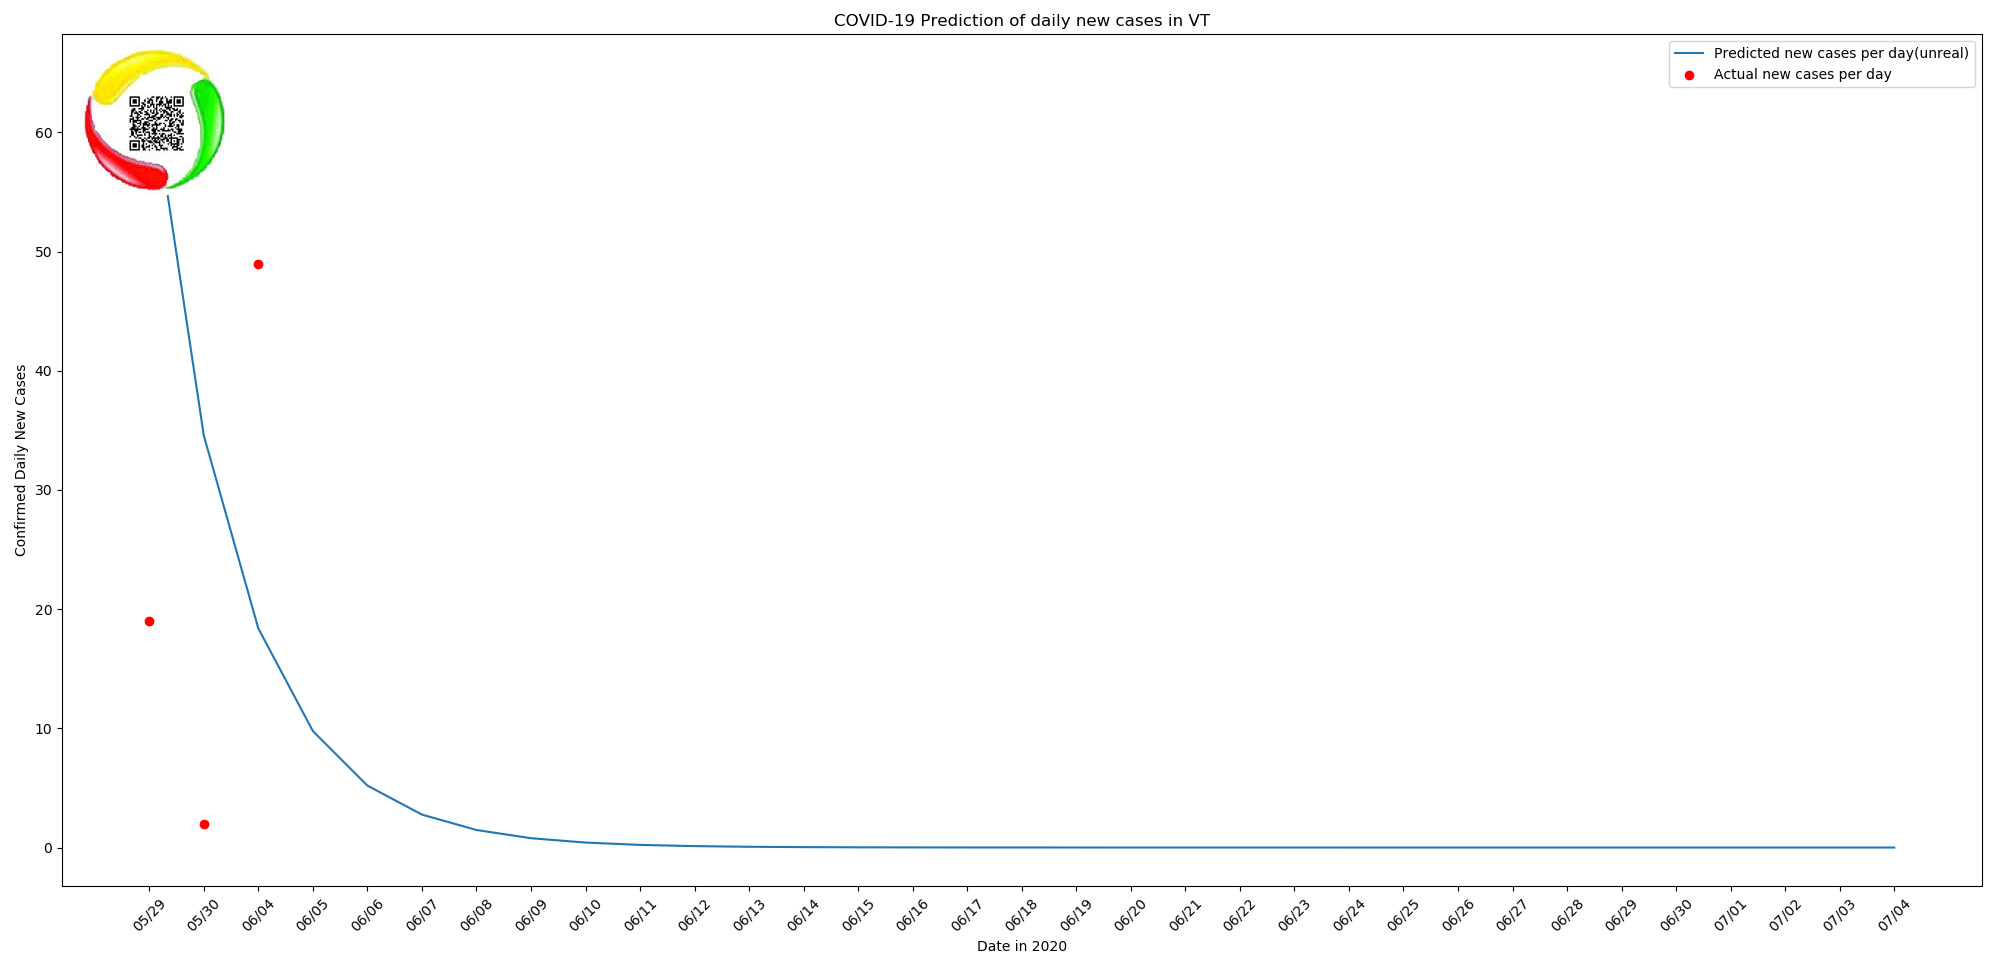 COVID-19 Prediction of daily new cases in VT
Predicted new cases per day(unreal)
Actual new cases per day
Confirmed Daily New Cases
60
50
40
30
20
10
0
05/29 05/30 06/04 06/05 06/06 06/07 06/08 06/09 06/10 06/11 06/12 06/13 06/14 06/15 06/16 06/17 06/18 06/19 06/20 06/21 06/22 06/23 06/24 06/25 06/26 06/27 06/28 06/29 06/30 07/01 07/02 07/03 07/04
Date in 2020